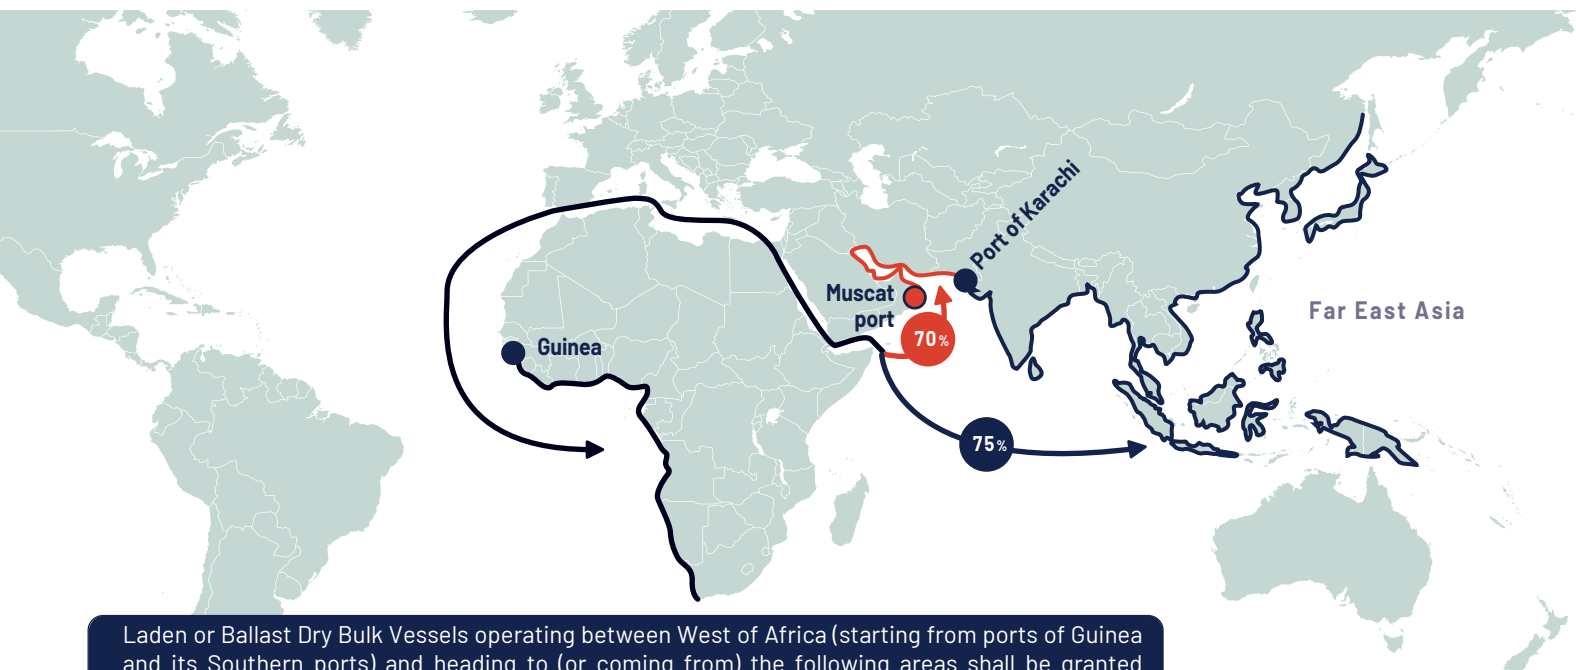 Port of Karachi
Muscat
port
70%
Far East Asia
Guinea
75%
Laden or Ballast Dry Bulk Vessels operating between West of Africa (starting from ports of Guinea
and its Southern ports) and heading to (or coming from) the following areas shall be granted